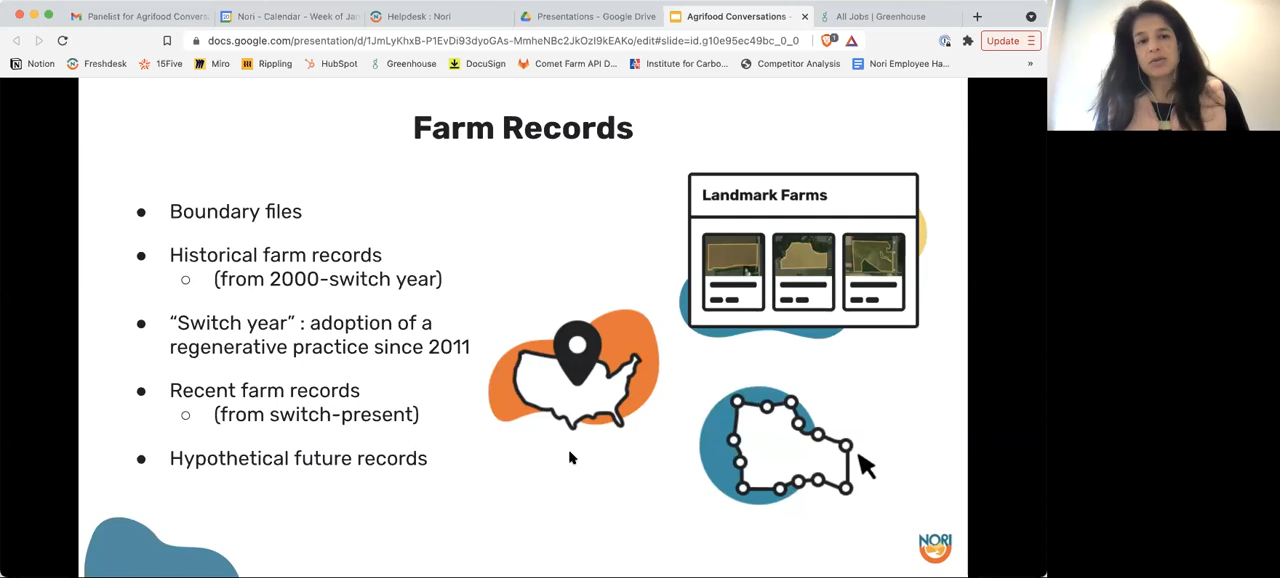 Panelist for Agrifood Convers
Nori - Calendar - Week of Jan
Helpdesk : Nori
Presentations - Google Drive
Agrifood Conversations -
All Jobs | Greenhouse
docs.google.com/presentation/d/1JmLyKhxB-P1EvDi93dyoGAs-MmheNBc2JkOzI9kEAKo/edit#slide=id.g10e95ec49bc_0_0
1
Update
Notion
Freshdesk
15Five
Miro
Rippling
HubSpot
Greenhouse
DocuSign
Comet Farm API D...
Institute for Carbo...
Competitor Analysis
Nori Employee Ha...
»
Farm Records
● Boundary files
● Historical farm records
○ (from 2000-switch year)
● “Switch year” : adoption of a
regenerative practice since 2011
● Recent farm records
○ (from switch-present)
● Hypothetical future records
Landmark Farms
NORI